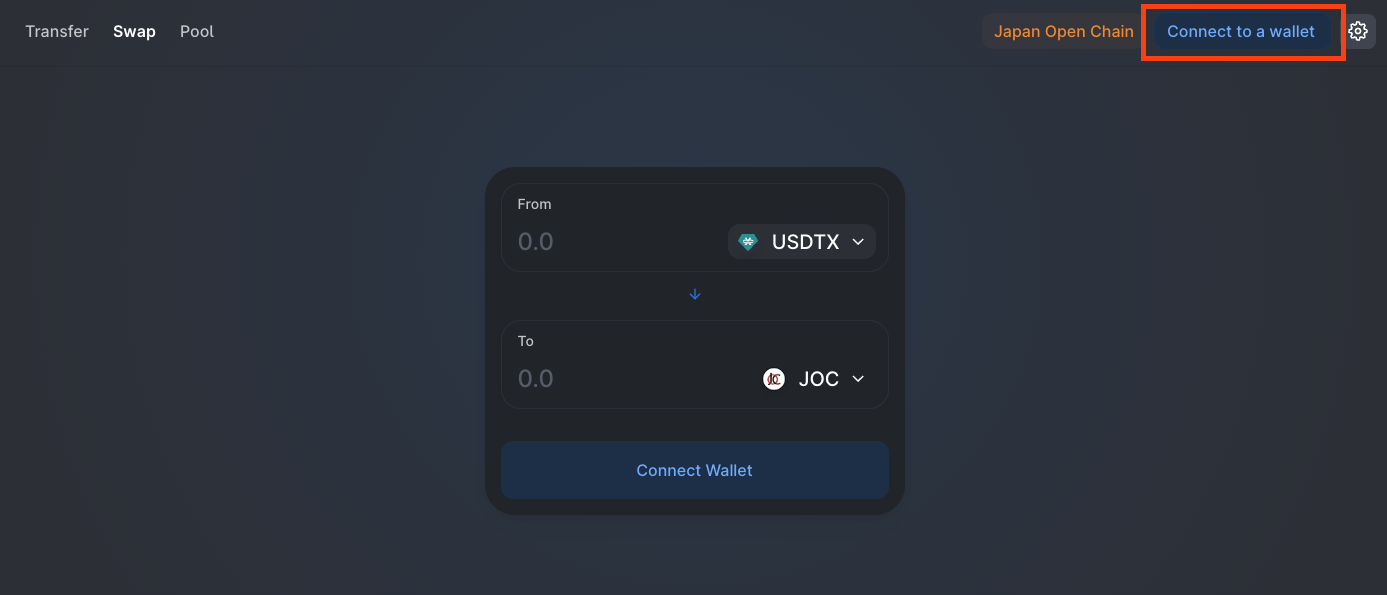 Transfer Swap Pool Japan Open Chain Connect to a wallet
From
0.0 USDTX
To
0.0 JOC
Connect Wallet